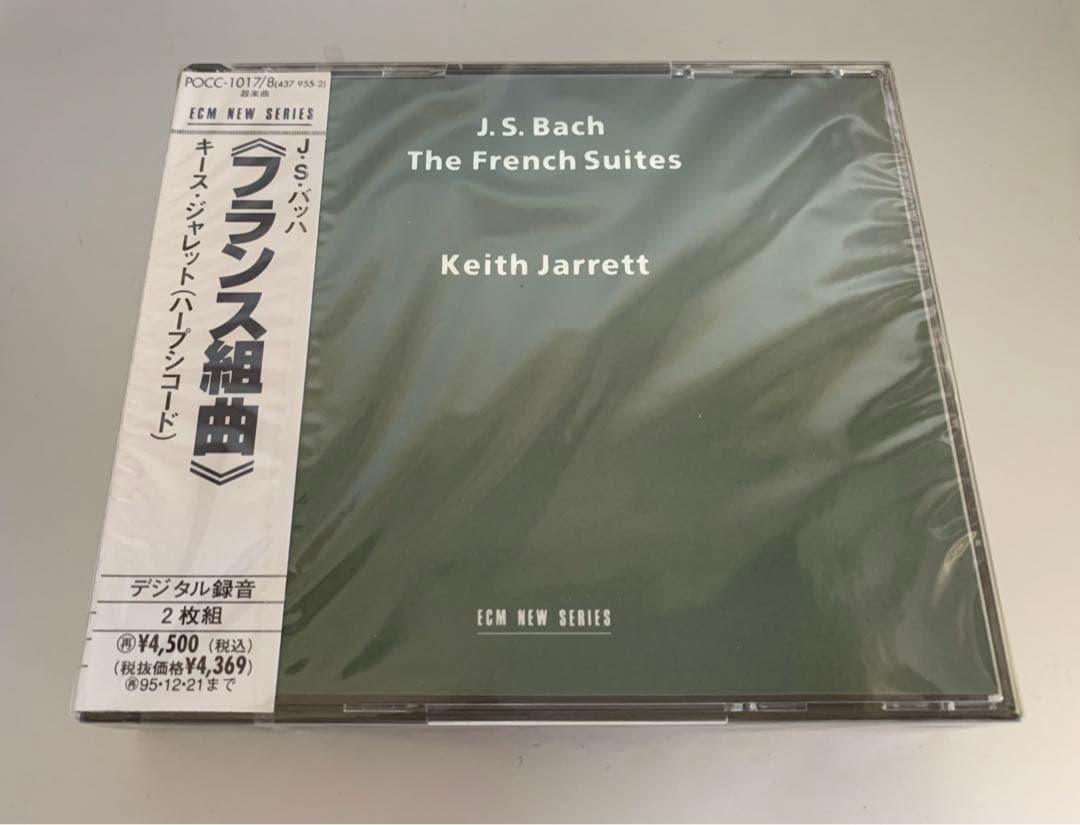 POCC-1017/8(437 955-2)
器楽曲
ECM NEW SERIES
J・S・バッハ
《フランス組曲》
キース・ジャレット(ハープシコード)
デジタル録音
2枚組
㋐¥4,500(税込)
(税抜価格¥4,369)
㋐95・12・21まで
J. S. Bach
The French Suites
Keith Jarrett
ECM NEW SERIES